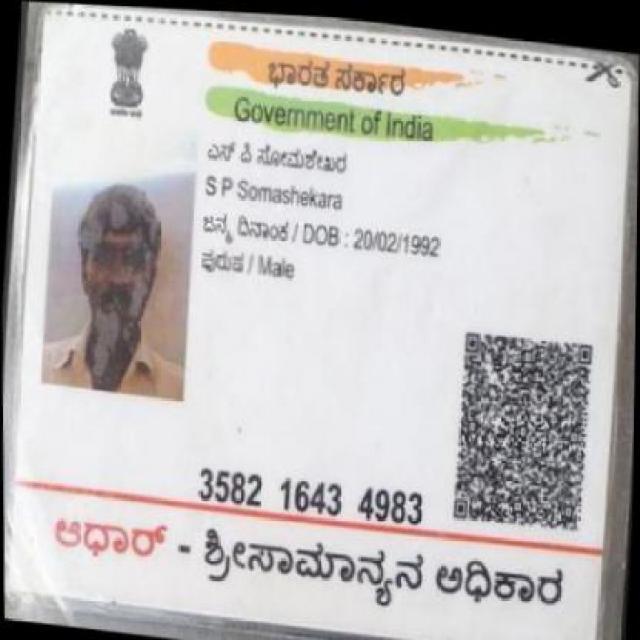 ಭಾರತ ಸರ್ಕಾರ
Government of India
ಎಸ್ ಪಿ ಸೋಮಶೇಖರ
S P Somashekara
ಜನ್ಮ ದಿನಾಂಕ / DOB : 20/02/1992
ಪುರುಷ / Male
3582 1643 4983
ಆಧಾರ್ - ಶ್ರೀಸಾಮಾನ್ಯನ ಅಧಿಕಾರ